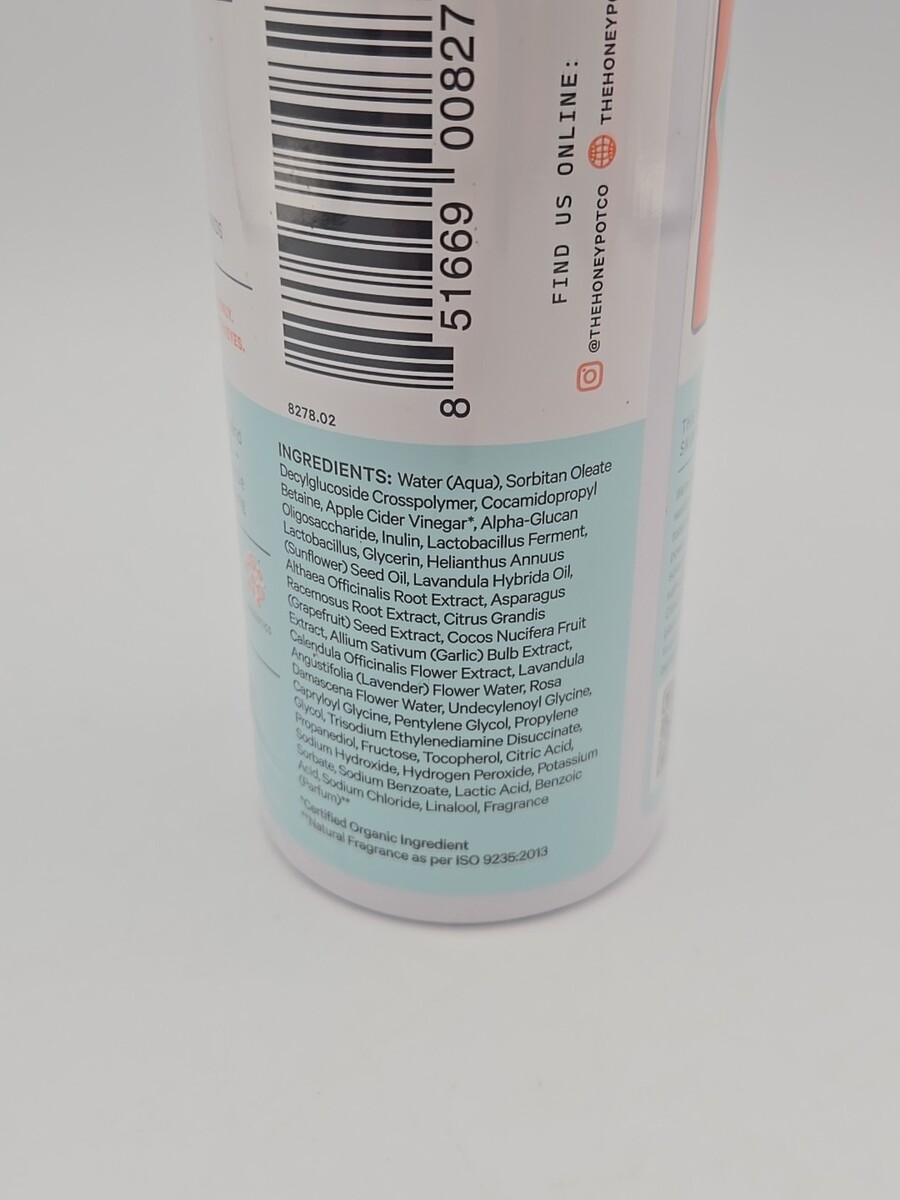 8 51669 00827
FIND US ONLINE:
@THEHONEYPOTCO
THEHONEYPO
8278.02
INGREDIENTS: Water (Aqua), Sorbitan Oleate
Decylglucoside Crosspolymer, Cocamidopropyl
Betaine, Apple Cider Vinegar*, Alpha-Glucan
Oligosaccharide, Inulin, Lactobacillus Ferment,
Lactobacillus, Glycerin, Helianthus Annuus
(Sunflower) Seed Oil, Lavandula Hybrida Oil,
Althaea Officinalis Root Extract, Asparagus
Racemosus Root Extract, Citrus Grandis
(Grapefruit) Seed Extract, Cocos Nucifera Fruit
Extract, Allium Sativum (Garlic) Bulb Extract,
Calendula Officinalis Flower Extract, Lavandula
Angustifolia (Lavender) Flower Water, Rosa
Damascena Flower Water, Undecylenoyl Glycine,
Capryloyl Glycine, Pentylene Glycol, Propylene
Glycol, Trisodium Ethylenediamine Disuccinate,
Propanediol, Fructose, Tocopherol, Citric Acid,
Sodium Hydroxide, Hydrogen Peroxide, Potassium
Sorbate, Sodium Benzoate, Lactic Acid, Benzoic
Acid, Sodium Chloride, Linalool, Fragrance
(Parfum)**
*Certified Organic Ingredient
**Natural Fragrance as per ISO 9235:2013